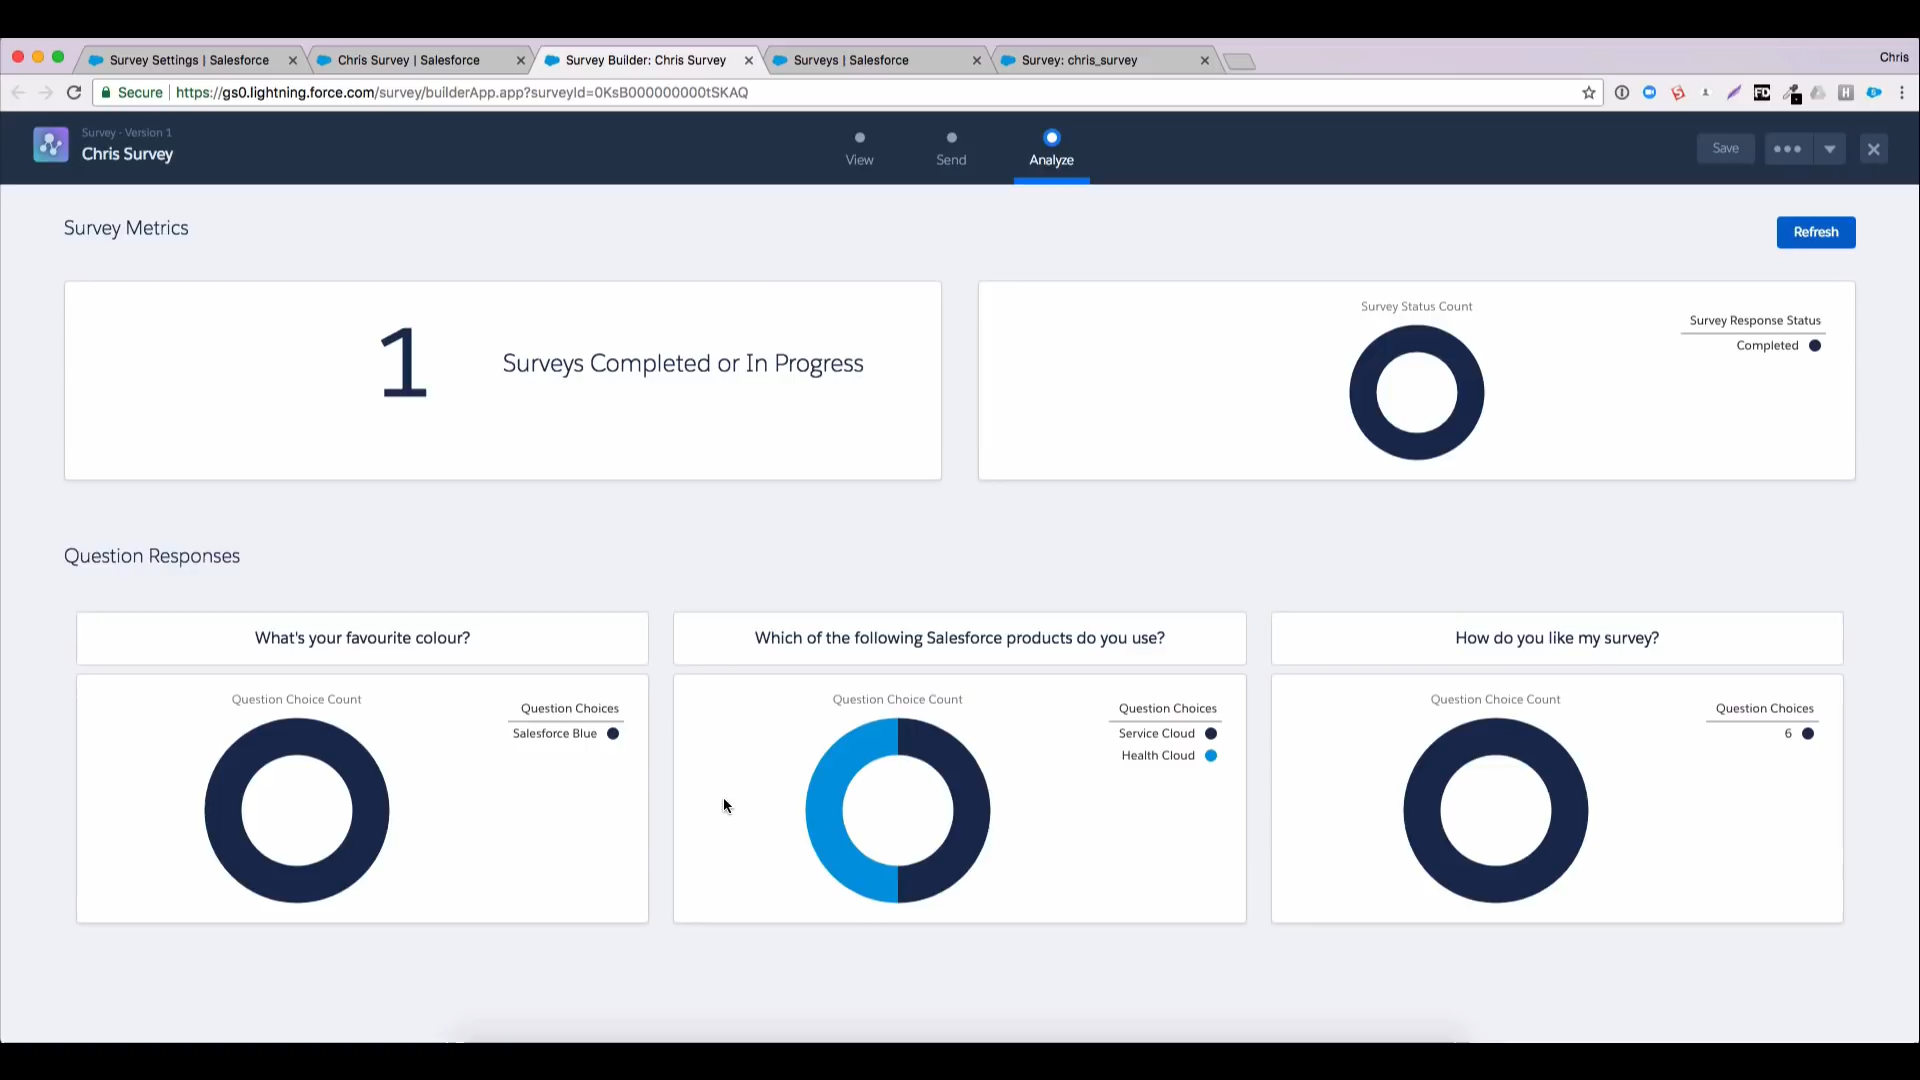 Survey Settings | Salesforce
Chris Survey | Salesforce
Survey Builder: Chris Survey
Surveys | Salesforce
Survey: chris_survey
Chris
Secure
https://gs0.lightning.force.com/survey/builderApp.app?surveyId=0KsB000000000tSKAQ
FD
H
Survey - Version 1
Chris Survey
View
Send
Analyze
Save
Survey Metrics
Refresh
1
Surveys Completed or In Progress
Survey Status Count
Survey Response Status
Completed
Question Responses
What's your favourite colour?
Question Choice Count
Question Choices
Salesforce Blue
Which of the following Salesforce products do you use?
Question Choice Count
Question Choices
Service Cloud
Health Cloud
How do you like my survey?
Question Choice Count
Question Choices
6